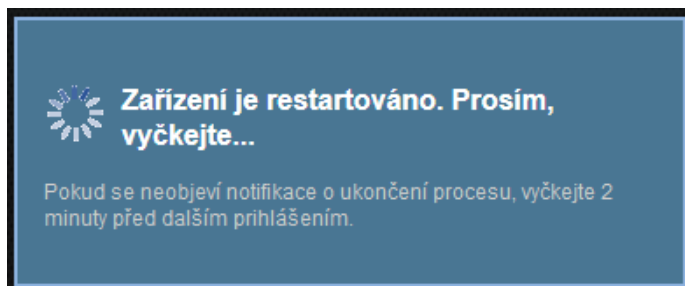 Zařízení je restartováno. Prosím,
vyčkejte...
Pokud se neobjeví notifikace o ukončení procesu, vyčkejte 2
minuty před dalším prihlášením.